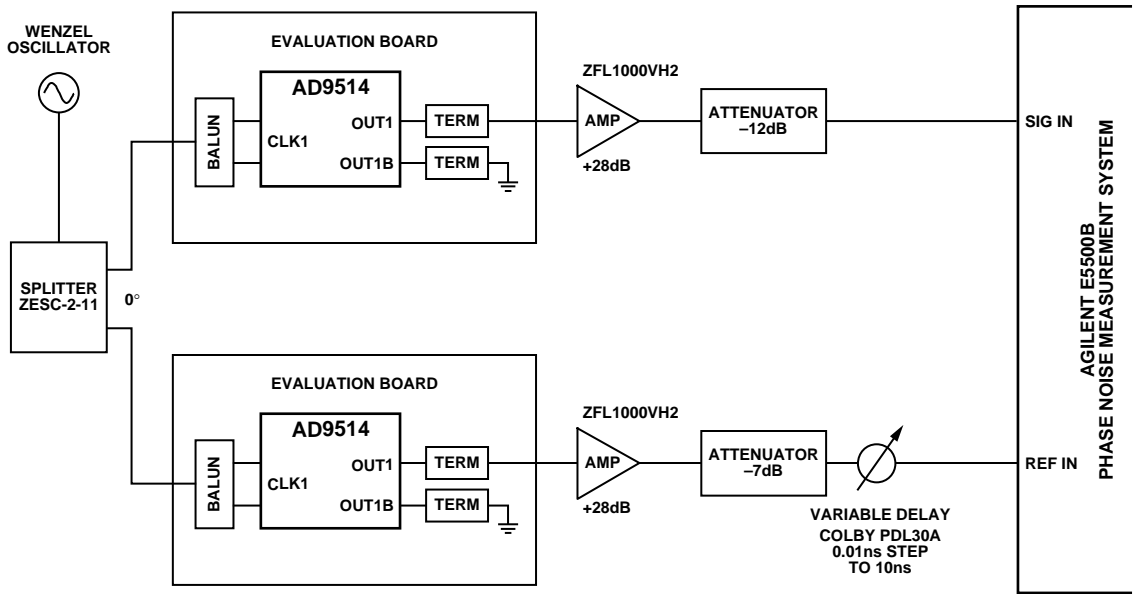 WENZEL
OSCILLATOR
SPLITTER
ZESC-2-11
0°
EVALUATION BOARD
BALUN
AD9514
CLK1
OUT1
OUT1B
TERM
TERM
ZFL1000VH2
AMP
+28dB
ATTENUATOR
–12dB
SIG IN
EVALUATION BOARD
BALUN
AD9514
CLK1
OUT1
OUT1B
TERM
TERM
ZFL1000VH2
AMP
+28dB
ATTENUATOR
–7dB
VARIABLE DELAY
COLBY PDL30A
0.01ns STEP
TO 10ns
REF IN
AGILENT E5500B
PHASE NOISE MEASUREMENT SYSTEM